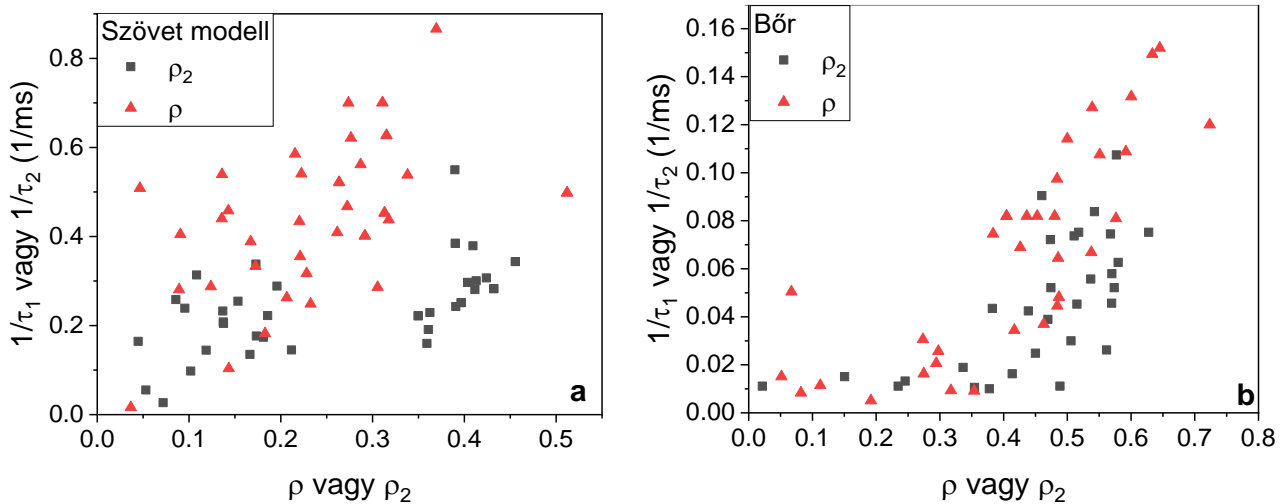 Szövet modell
ρ₂
ρ
0.8
0.6
0.4
0.2
0.0
1/τ₁ vagy 1/τ₂ (1/ms)
a
0.0 0.1 0.2 0.3 0.4 0.5
ρ vagy ρ₂
Bőr
ρ₂
ρ
0.16
0.14
0.12
0.10
0.08
0.06
0.04
0.02
0.00
1/τ₁ vagy 1/τ₂ (1/ms)
b
0.0 0.1 0.2 0.3 0.4 0.5 0.6 0.7 0.8
ρ vagy ρ₂